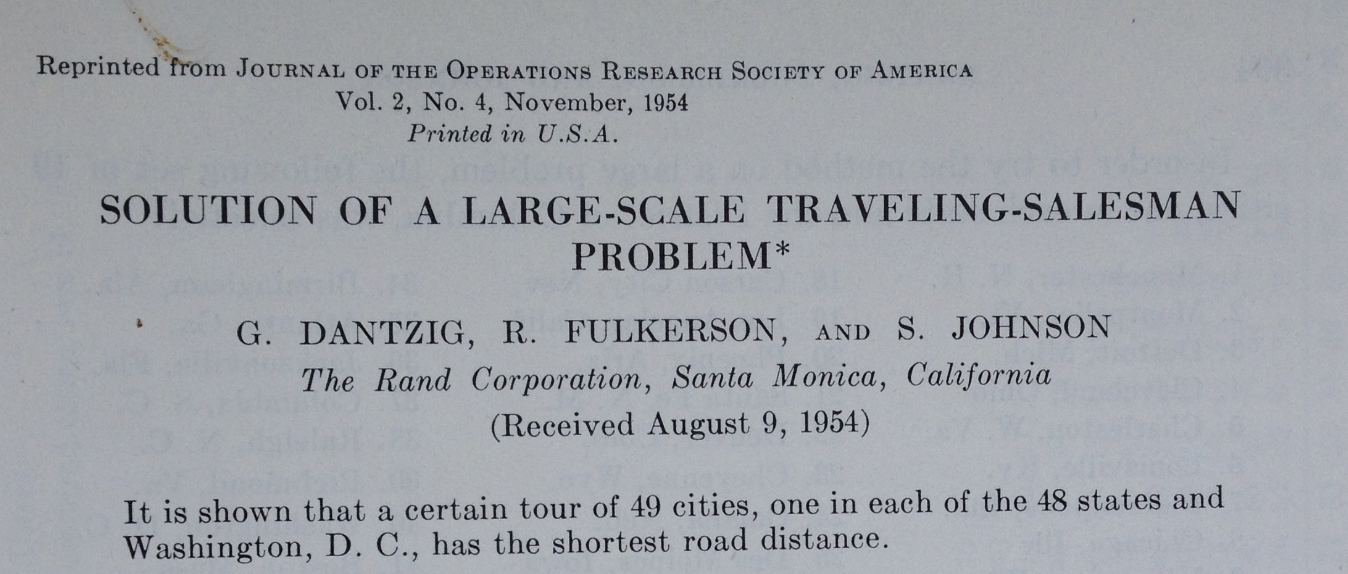 Reprinted from JOURNAL OF THE OPERATIONS RESEARCH SOCIETY OF AMERICA
Vol. 2, No. 4, November, 1954
Printed in U.S.A.
SOLUTION OF A LARGE-SCALE TRAVELING-SALESMAN
PROBLEM*
G. DANTZIG, R. FULKERSON, AND S. JOHNSON
The Rand Corporation, Santa Monica, California
(Received August 9, 1954)
It is shown that a certain tour of 49 cities, one in each of the 48 states and
Washington, D. C., has the shortest road distance.